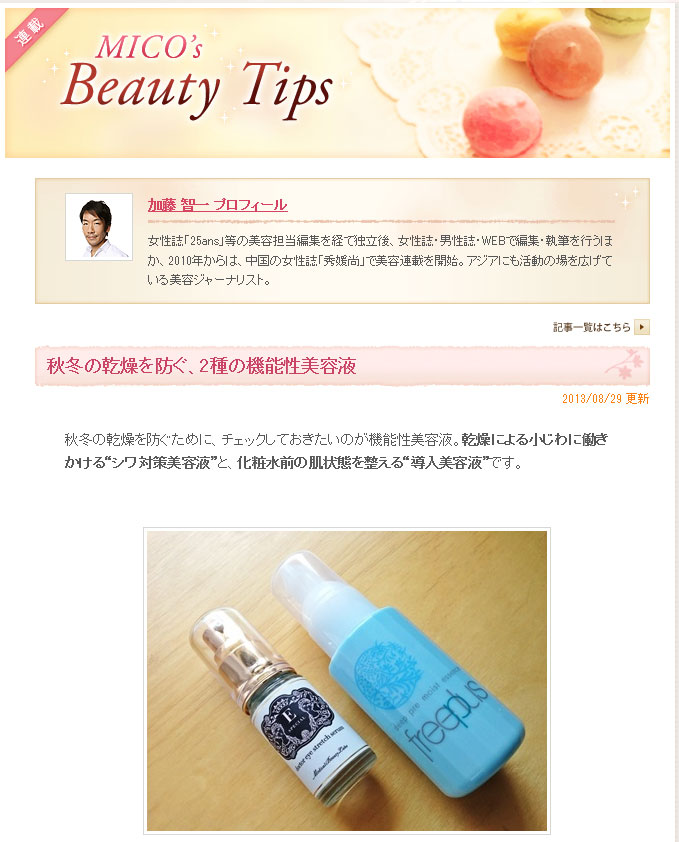 連載
MICO's
Beauty Tips
加藤 智一 プロフィール
女性誌「25ans」等の美容担当編集を経て独立後、女性誌・男性誌・WEBで編集・執筆を行うほ
か、2010年からは、中国の女性誌「秀媛尚」で美容連載を開始。アジアにも活動の場を広げて
いる美容ジャーナリスト。
記事一覧はこちら
秋冬の乾燥を防ぐ、2種の機能性美容液
2013/08/29 更新
秋冬の乾燥を防ぐために、チェックしておきたいのが機能性美容液。乾燥による小じわに働き
かける“シワ対策美容液”と、化粧水前の肌状態を整える“導入美容液”です。
E
SPECIAL
doctor eye stretch serum
free pre moist essence
freeplus